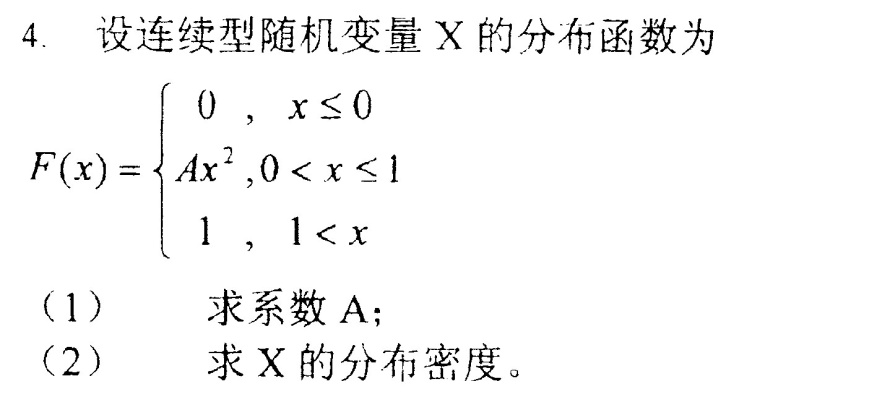 4. 设连续型随机变量 X 的分布函数为
0 , x ≤ 0
F(x) = { Ax² , 0 < x ≤ 1
1 , 1 < x
（1） 求系数 A;
（2） 求 X 的分布密度。